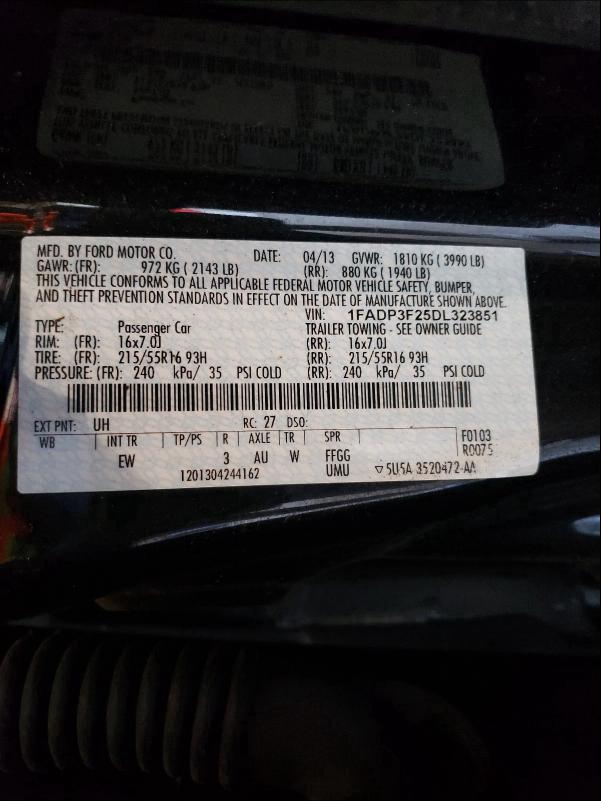 MFD. BY FORD MOTOR CO. DATE: 04/13 GVWR: 1810 KG ( 3990 LB)
GAWR: (FR): 972 KG ( 2143 LB) (RR): 880 KG ( 1940 LB)
THIS VEHICLE CONFORMS TO ALL APPLICABLE FEDERAL MOTOR VEHICLE SAFETY, BUMPER,
AND THEFT PREVENTION STANDARDS IN EFFECT ON THE DATE OF MANUFACTURE SHOWN ABOVE.
VIN: 1FADP3F25DL323851
TYPE: Passenger Car TRAILER TOWING - SEE OWNER GUIDE
RIM: (FR): 16x7.0J (RR): 16x7.0J
TIRE: (FR): 215/55R16 93H (RR): 215/55R16 93H
PRESSURE: (FR): 240 kPa/ 35 PSI COLD (RR): 240 kPa/ 35 PSI COLD
EXT PNT: UH RC: 27 DSO:
WB INT TR TP/PS R AXLE TR SPR F0103
EW 3 AU W FFGG R0075
1201304244162 UMU ▽5U5A 3520472-AA